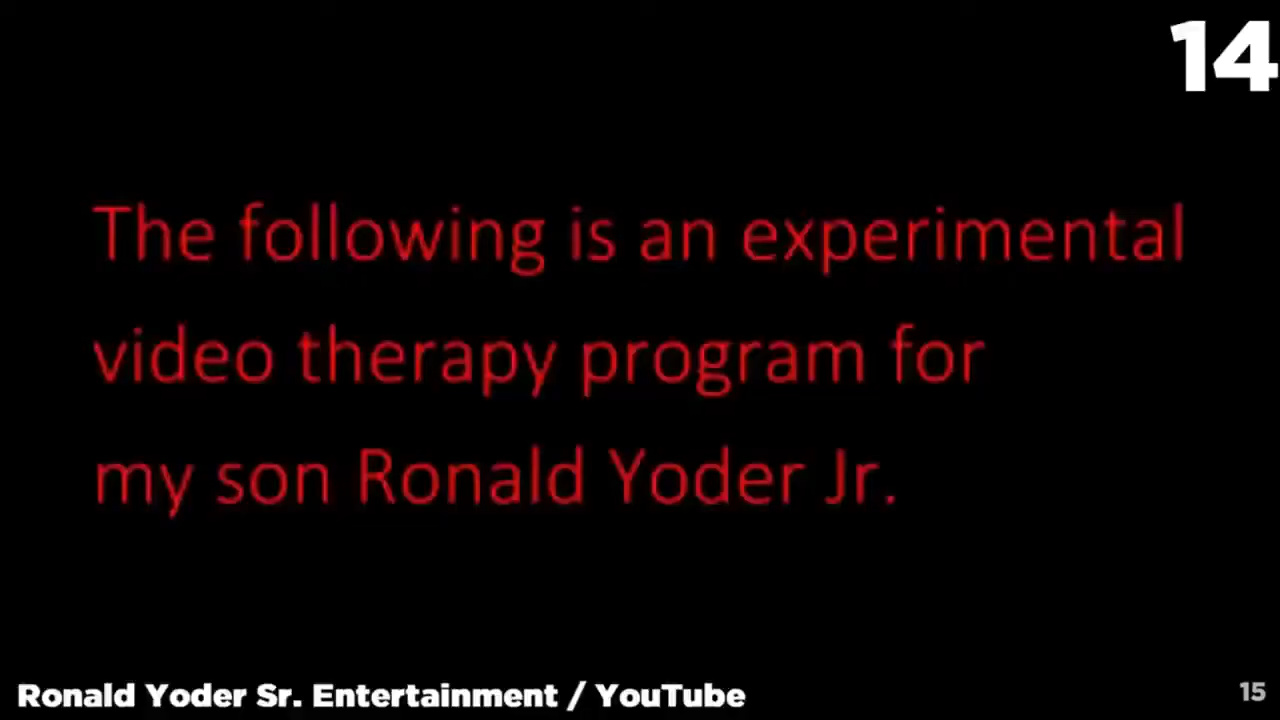 14
The following is an experimental
video therapy program for
my son Ronald Yoder Jr.
Ronald Yoder Sr. Entertainment / YouTube
15